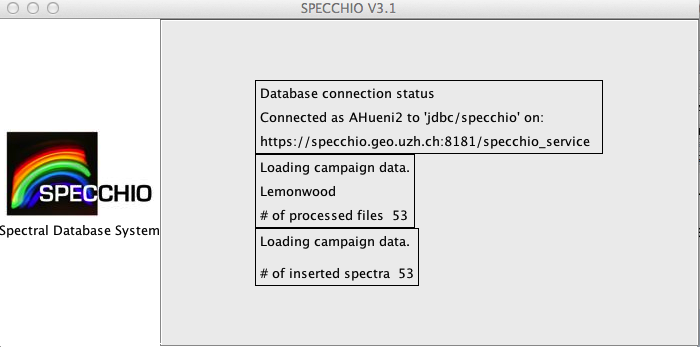 SPECCHIO V3.1
Database connection status
Connected as AHueni2 to 'jdbc/specchio' on:
https://specchio.geo.uzh.ch:8181/specchio_service
Loading campaign data.
Lemonwood
# of processed files 53
Loading campaign data.
# of inserted spectra 53
SPECCHIO
Spectral Database System